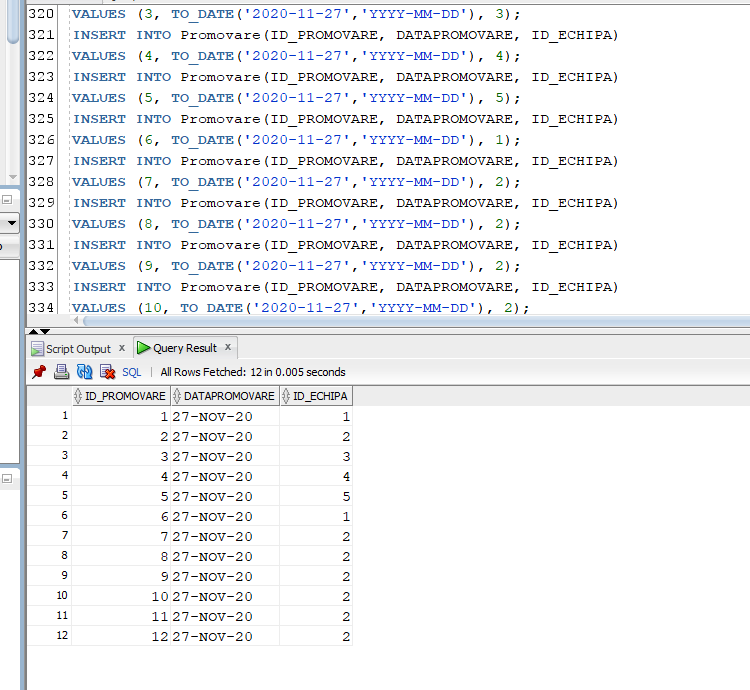 320 VALUES (3, TO_DATE('2020-11-27','YYYY-MM-DD'), 3);
321 INSERT INTO Promovare(ID_PROMOVARE, DATAPROMOVARE, ID_ECHIPA)
322 VALUES (4, TO_DATE('2020-11-27','YYYY-MM-DD'), 4);
323 INSERT INTO Promovare(ID_PROMOVARE, DATAPROMOVARE, ID_ECHIPA)
324 VALUES (5, TO_DATE('2020-11-27','YYYY-MM-DD'), 5);
325 INSERT INTO Promovare(ID_PROMOVARE, DATAPROMOVARE, ID_ECHIPA)
326 VALUES (6, TO_DATE('2020-11-27','YYYY-MM-DD'), 1);
327 INSERT INTO Promovare(ID_PROMOVARE, DATAPROMOVARE, ID_ECHIPA)
328 VALUES (7, TO_DATE('2020-11-27','YYYY-MM-DD'), 2);
329 INSERT INTO Promovare(ID_PROMOVARE, DATAPROMOVARE, ID_ECHIPA)
330 VALUES (8, TO_DATE('2020-11-27','YYYY-MM-DD'), 2);
331 INSERT INTO Promovare(ID_PROMOVARE, DATAPROMOVARE, ID_ECHIPA)
332 VALUES (9, TO_DATE('2020-11-27','YYYY-MM-DD'), 2);
333 INSERT INTO Promovare(ID_PROMOVARE, DATAPROMOVARE, ID_ECHIPA)
334 VALUES (10, TO_DATE('2020-11-27','YYYY-MM-DD'), 2);
Script Output x Query Result x
SQL | All Rows Fetched: 12 in 0.005 seconds
ID_PROMOVARE DATAPROMOVARE ID_ECHIPA
1 1 27-NOV-20 1
2 2 27-NOV-20 2
3 3 27-NOV-20 3
4 4 27-NOV-20 4
5 5 27-NOV-20 5
6 6 27-NOV-20 1
7 7 27-NOV-20 2
8 8 27-NOV-20 2
9 9 27-NOV-20 2
10 10 27-NOV-20 2
11 11 27-NOV-20 2
12 12 27-NOV-20 2